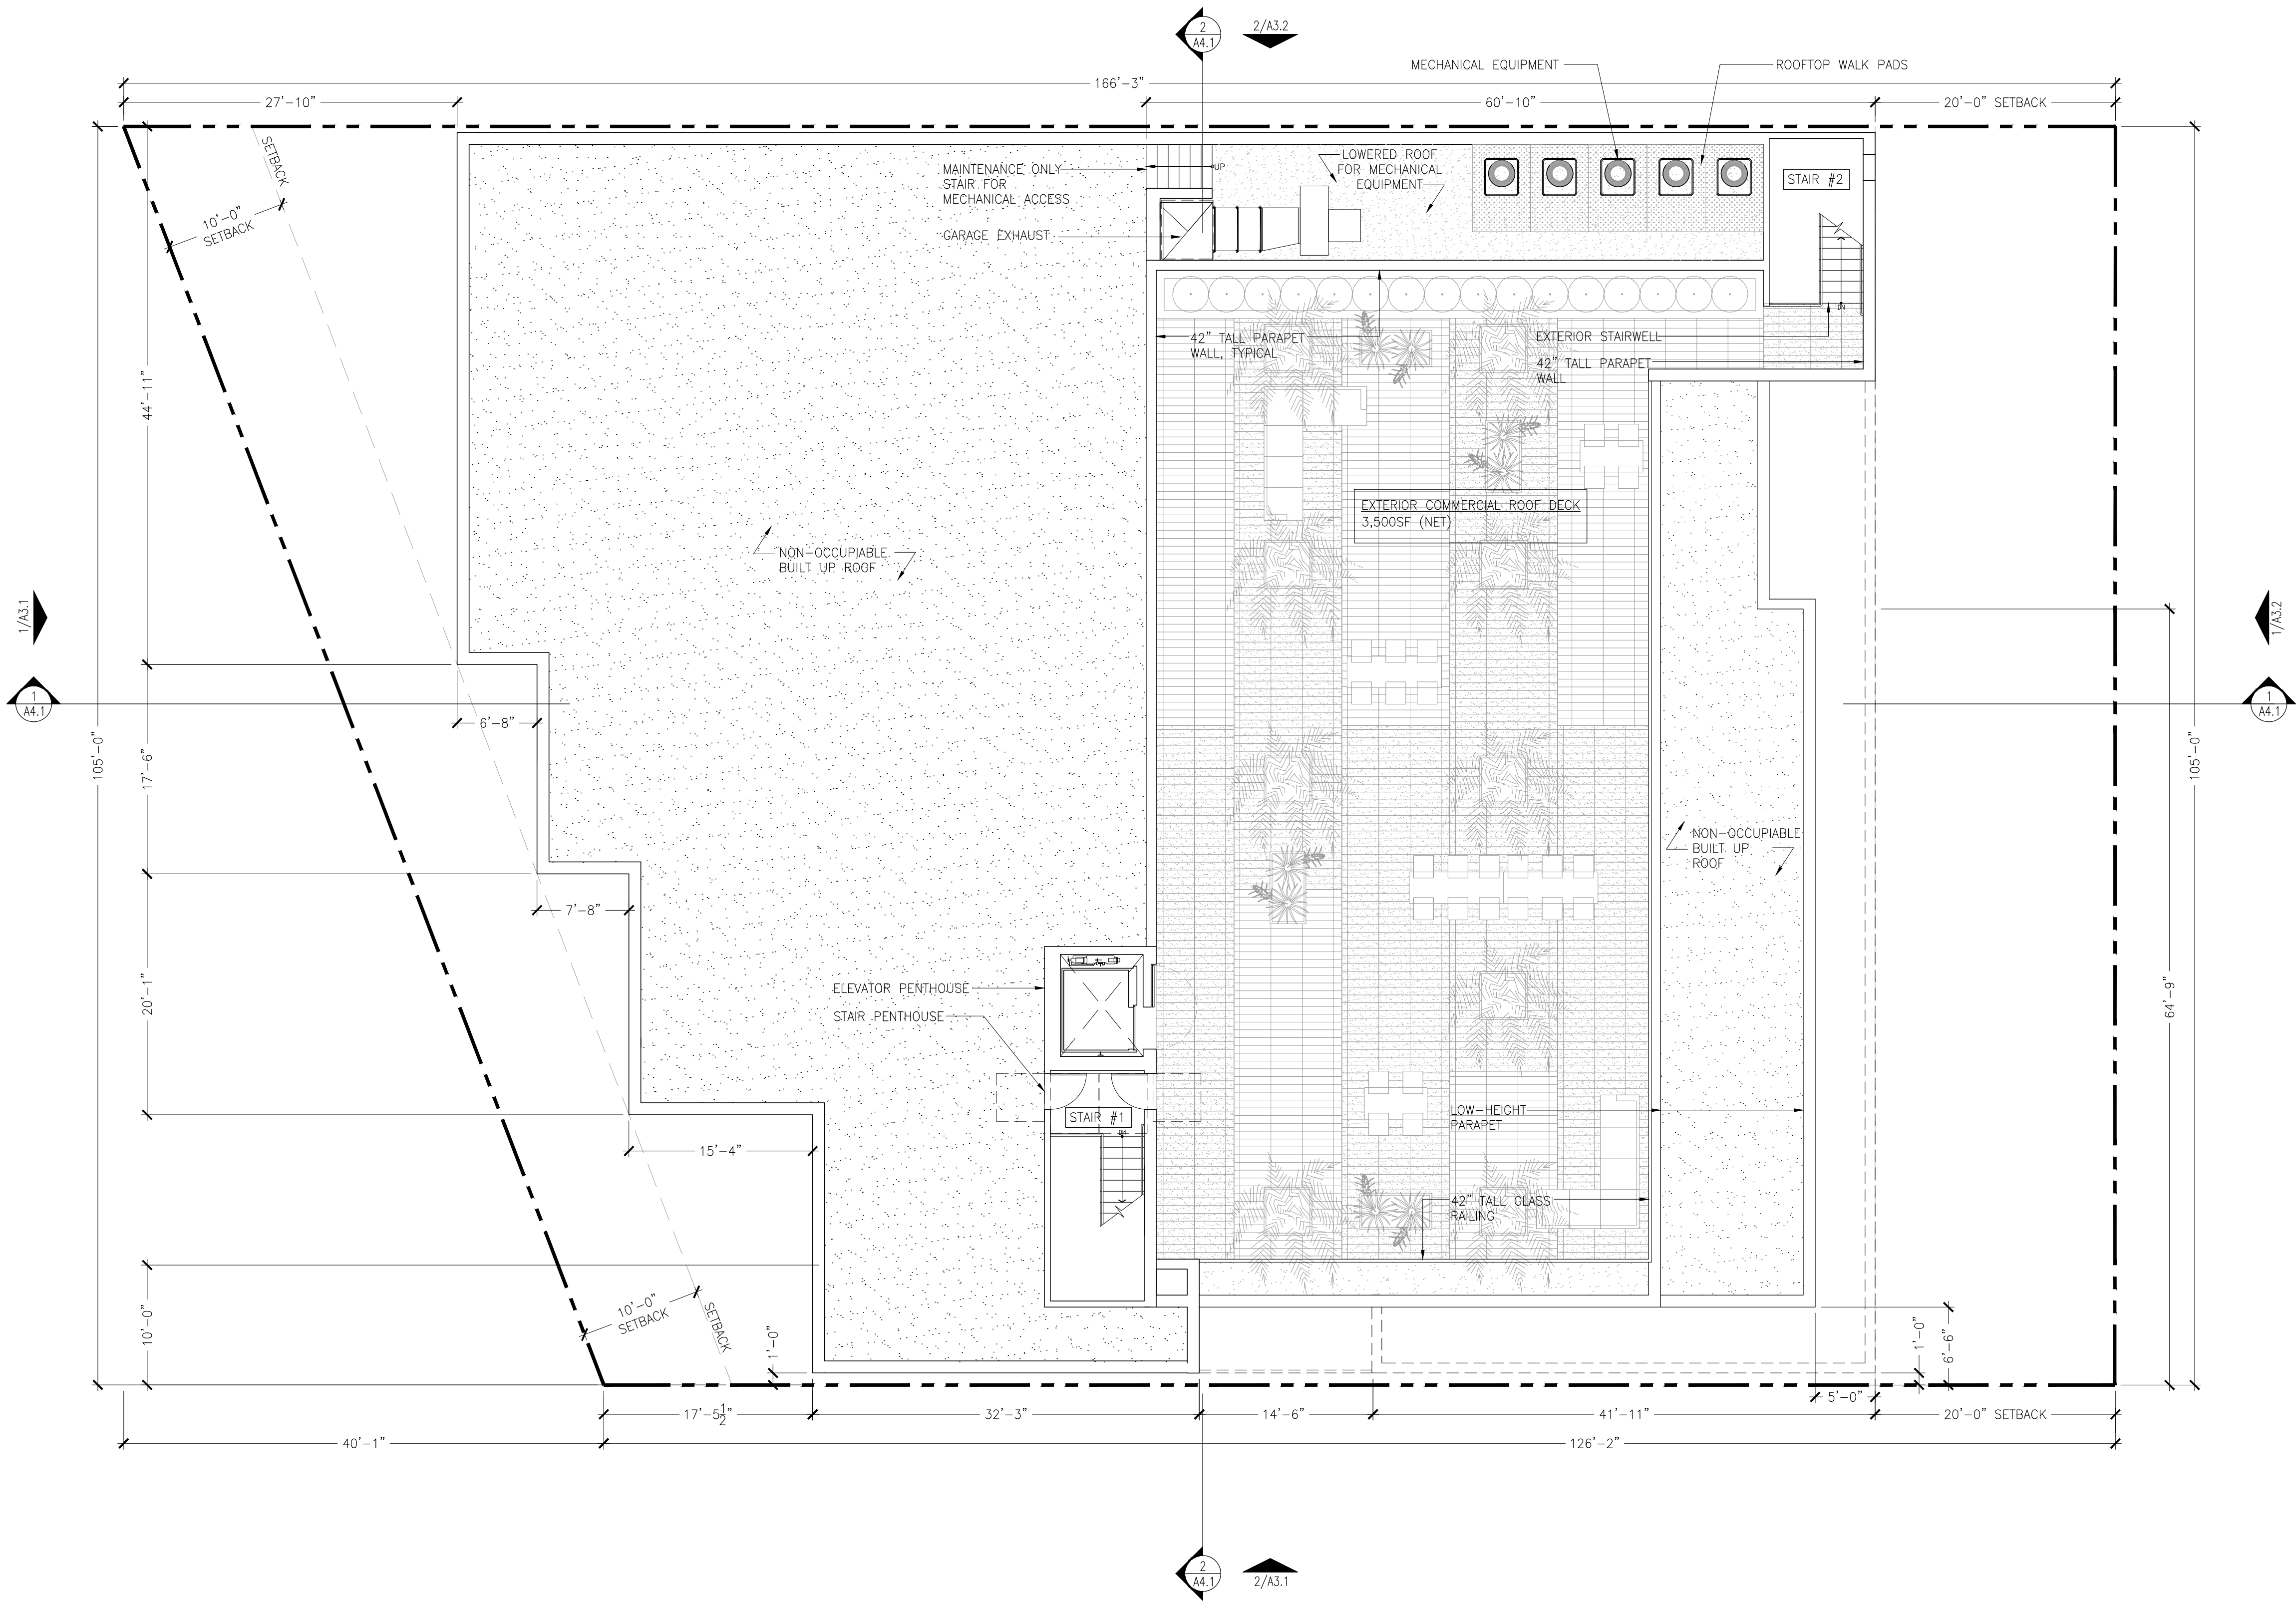 2
A4.1
2/A3.2
MECHANICAL EQUIPMENT
ROOFTOP WALK PADS
166'-3"
27'-10"
60'-10"
20'-0" SETBACK
SETBACK
10'-0"
SETBACK
MAINTENANCE ONLY
STAIR FOR
MECHANICAL ACCESS
UP
LOWERED ROOF
FOR MECHANICAL
EQUIPMENT
STAIR #2
GARAGE EXHAUST
DN
42" TALL PARAPET
WALL, TYPICAL
EXTERIOR STAIRWELL
42" TALL PARAPET
WALL
44'-11"
EXTERIOR COMMERCIAL ROOF DECK
3,500SF (NET)
NON-OCCUPIABLE
BUILT UP ROOF
1/A3.1
1/A3.2
1
A4.1
1
A4.1
6'-8"
105'-0"
17'-6"
105'-0"
NON-OCCUPIABLE
BUILT UP
ROOF
7'-8"
20'-1"
ELEVATOR PENTHOUSE
STAIR PENTHOUSE
64'-9"
STAIR #1
DN
LOW-HEIGHT
PARAPET
15'-4"
42" TALL GLASS
RAILING
10'-0"
SETBACK
SETBACK
10'-0"
1'-0"
1'-0"
6'-6"
5'-0"
17'-5 1/2"
32'-3"
14'-6"
41'-11"
20'-0" SETBACK
40'-1"
126'-2"
2
A4.1
2/A3.1